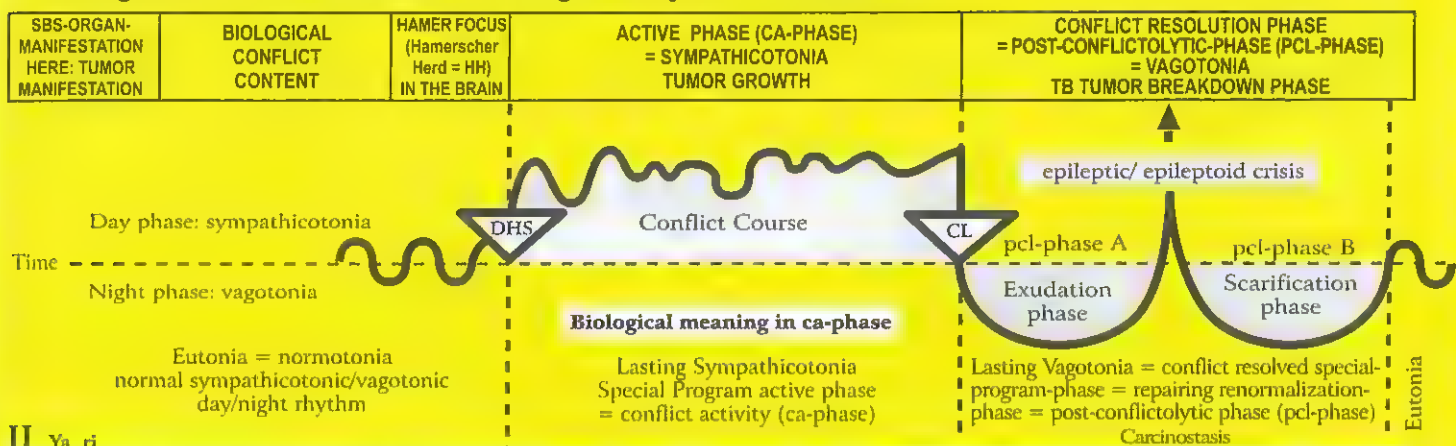 SBS-ORGAN-
MANIFESTATION
HERE: TUMOR
MANIFESTATION
BIOLOGICAL
CONFLICT
CONTENT
HAMER FOCUS
(Hamerscher
Herd = HH)
IN THE BRAIN
ACTIVE PHASE (CA-PHASE)
= SYMPATHICOTONIA
TUMOR GROWTH
CONFLICT RESOLUTION PHASE
= POST-CONFLICTOLYTIC-PHASE (PCL-PHASE)
= VAGOTONIA
TB TUMOR BREAKDOWN PHASE
epileptic/ epileptoid crisis
Day phase: sympathicotonia
DHS
Conflict Course
CL
pcl-phase A
pcl-phase B
Time
Night phase: vagotonia
Exudation
phase
Scarification
phase
Biological meaning in ca-phase
Eutonia = normotonia
normal sympathicotonic/vagotonic
day/night rhythm
Lasting Sympathicotonia
Special Program active phase
= conflict activity (ca-phase)
Lasting Vagotonia = conflict resolved special-
program-phase = repairing renormalization-
phase = post-conflictolytic phase (pcl-phase)
Carcinostasis
Eutonia
II